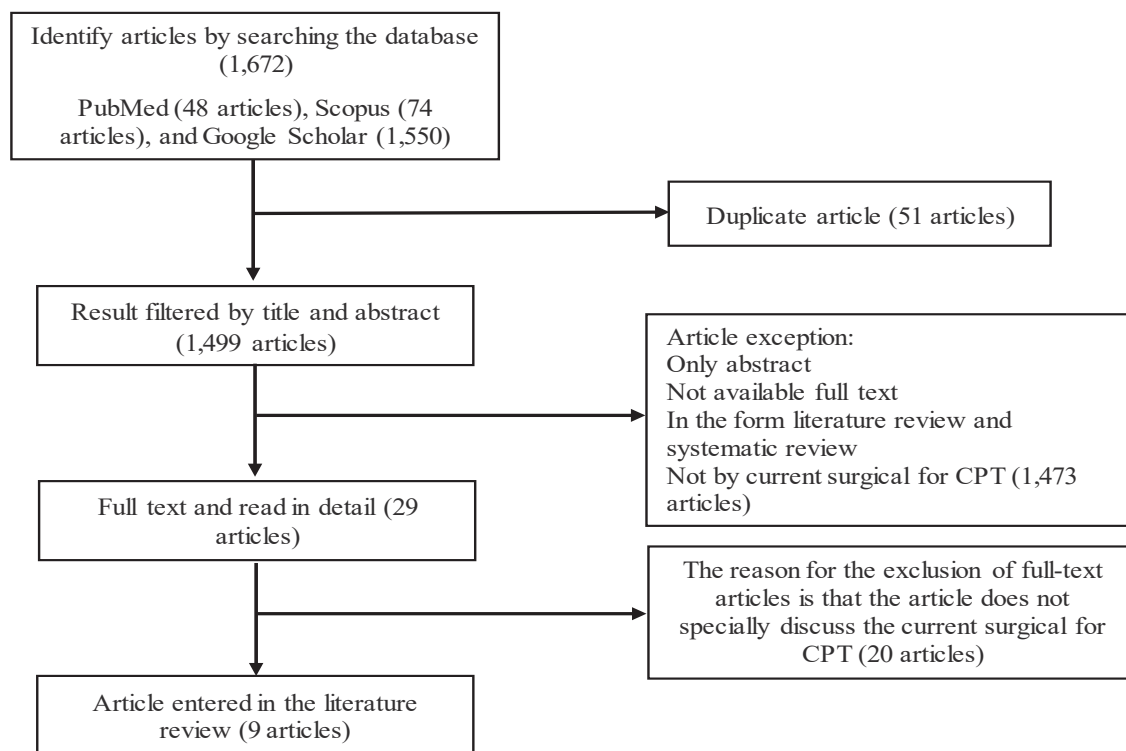 Identify articles by searching the database
(1,672)
PubMed (48 articles), Scopus (74
articles), and Google Scholar (1,550)
Duplicate article (51 articles)
Result filtered by title and abstract
(1,499 articles)
Article exception:
Only abstract
Not available full text
In the form literature review and
systematic review
Not by current surgical for CPT (1,473
articles)
Full text and read in detail (29
articles)
The reason for the exclusion of full-text
articles is that the article does not
specially discuss the current surgical for
CPT (20 articles)
Article entered in the literature
review (9 articles)